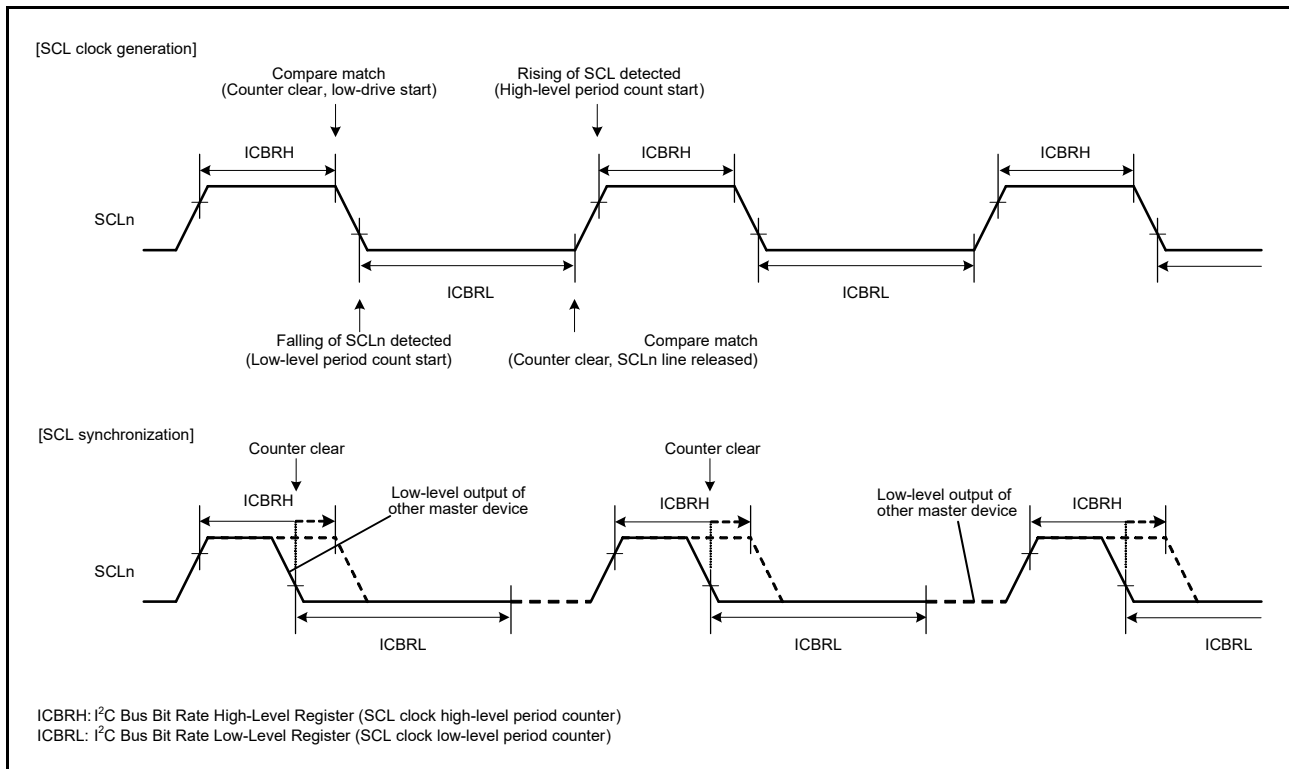 [SCL clock generation]
Compare match
(Counter clear, low-drive start)
Rising of SCL detected
(High-level period count start)
ICBRH
ICBRH
ICBRH
SCLn
ICBRL
ICBRL
Falling of SCLn detected
(Low-level period count start)
Compare match
(Counter clear, SCLn line released)
[SCL synchronization]
Counter clear
Counter clear
ICBRH
Low-level output of
other master device
ICBRH
Low-level output of
other master device
ICBRH
SCLn
ICBRL
ICBRL
ICBRL
ICBRH: I²C Bus Bit Rate High-Level Register (SCL clock high-level period counter)
ICBRL: I²C Bus Bit Rate Low-Level Register (SCL clock low-level period counter)